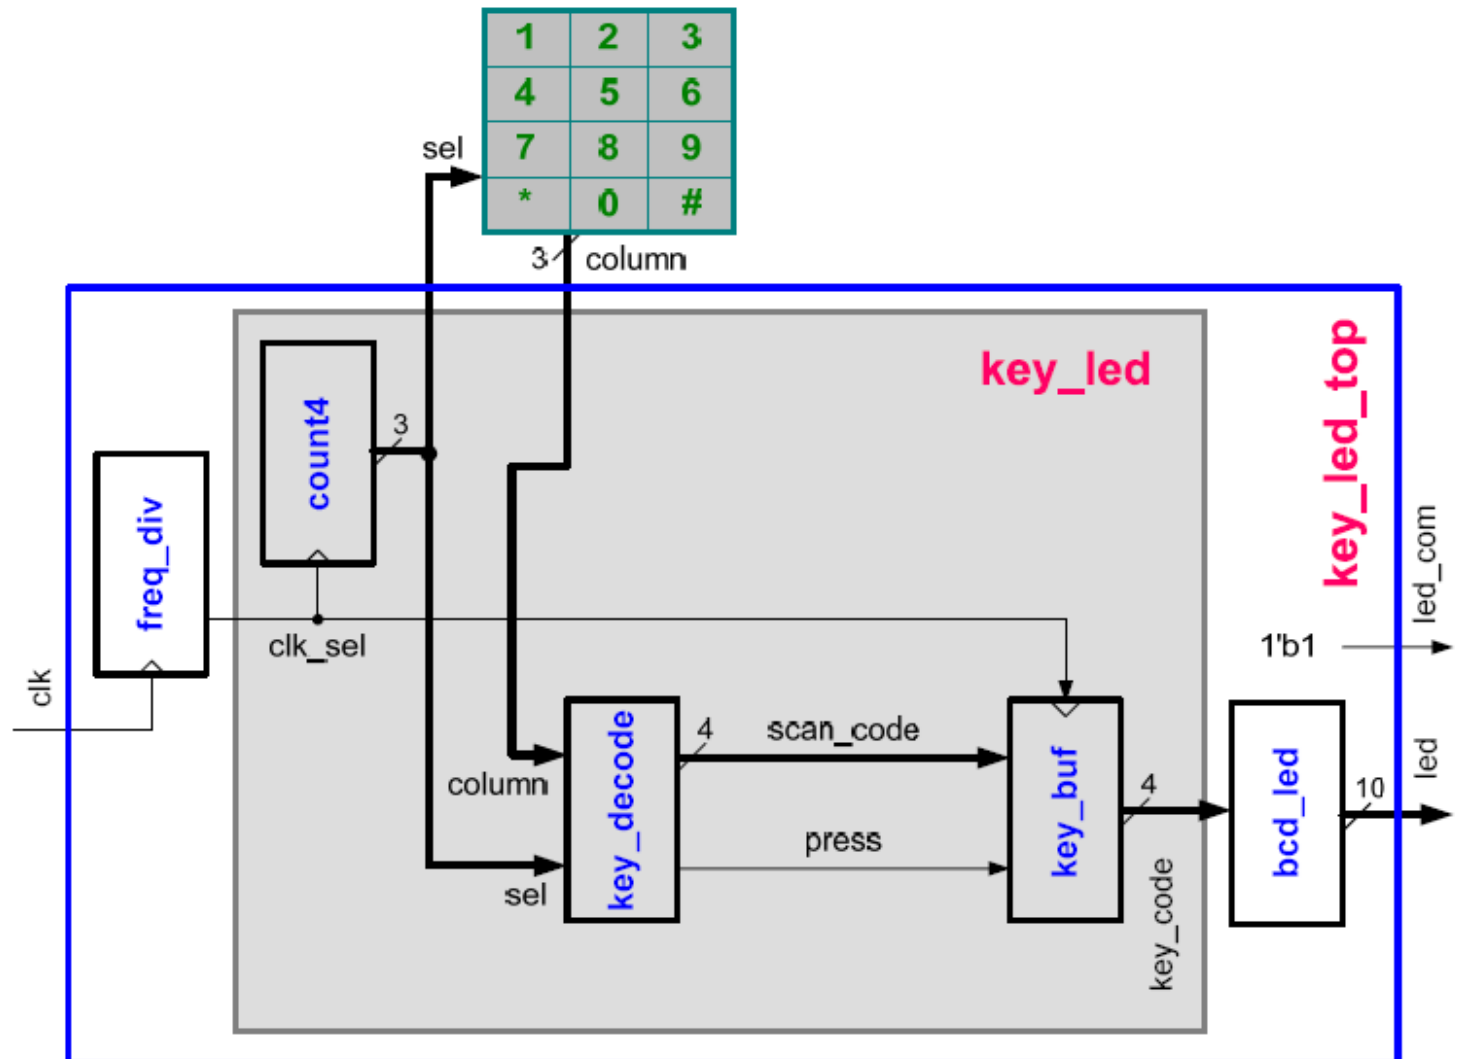 1 2 3
4 5 6
7 8 9
* 0 #
sel
3 column
key_led
key_led_top
count4
3
freq_div
clk_sel
clk
led_com
1'b1
key_decode
column
sel
4
scan_code
press
key_buf
4
key_code
bcd_led
10
led